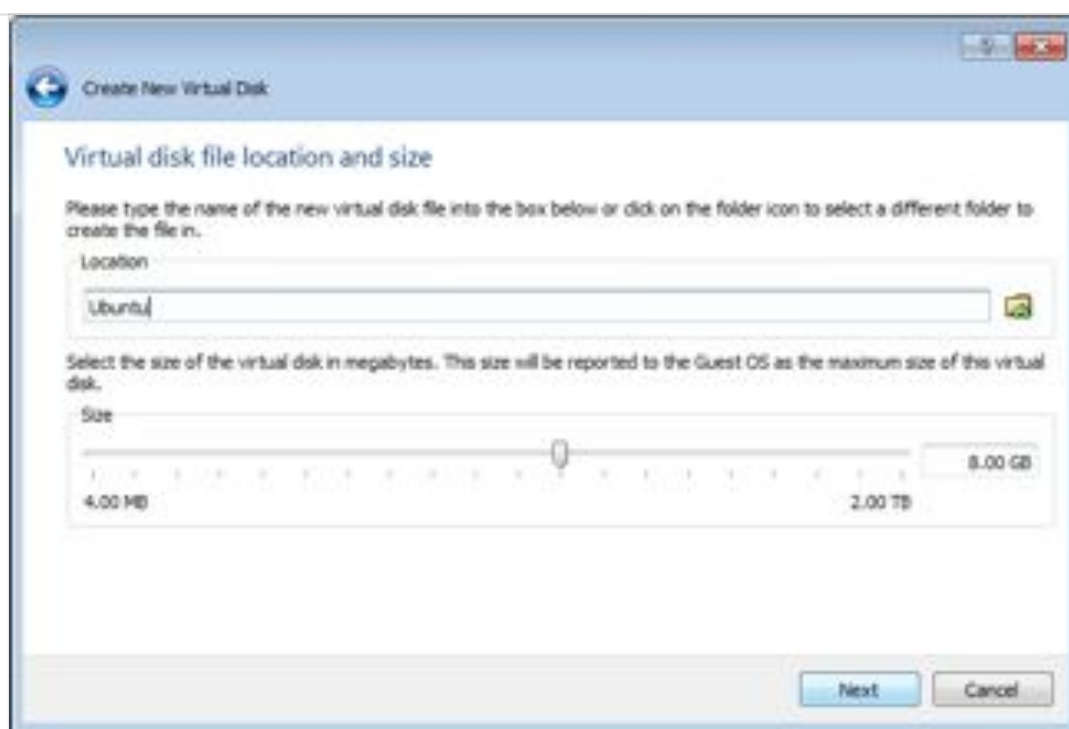 Create New Virtual Disk
Virtual disk file location and size
Please type the name of the new virtual disk file into the box below or click on the folder icon to select a different folder to
create the file in.
Location
Ubuntu
Select the size of the virtual disk in megabytes. This size will be reported to the Guest OS as the maximum size of this virtual
disk.
Size
8.00 GB
4.00 MB 2.00 TB
Next Cancel